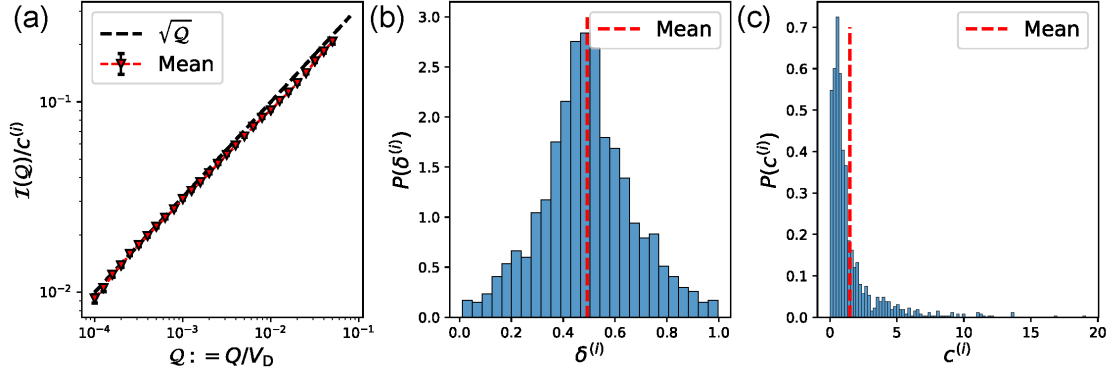 (a)
√𝒬
Mean
10⁻¹
10⁻²
ℐ(𝒬)/c⁽ⁱ⁾
10⁻⁴ 10⁻³ 10⁻² 10⁻¹
𝒬 := Q/V_D
(b)
Mean
3.0
2.5
2.0
1.5
1.0
0.5
0.0
P(δ⁽ⁱ⁾)
0.0 0.2 0.4 0.6 0.8 1.0
δ⁽ⁱ⁾
(c)
Mean
0.7
0.6
0.5
0.4
0.3
0.2
0.1
0.0
P(c⁽ⁱ⁾)
0 5 10 15 20
c⁽ⁱ⁾